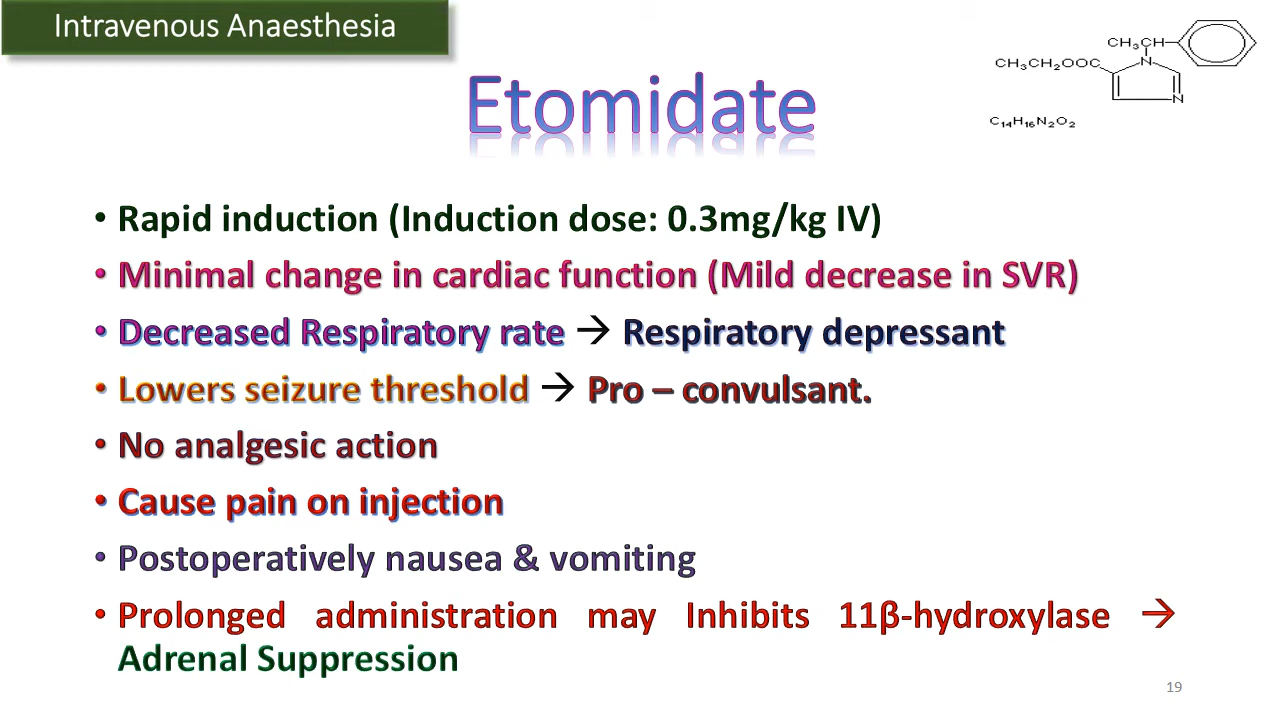 Intravenous Anaesthesia
CH₃CH
CH₃CH₂OOC
N
N
C₁₄H₁₆N₂O₂
Etomidate
• Rapid induction (Induction dose: 0.3mg/kg IV)
• Minimal change in cardiac function (Mild decrease in SVR)
• Decreased Respiratory rate → Respiratory depressant
• Lowers seizure threshold → Pro – convulsant.
• No analgesic action
• Cause pain on injection
• Postoperatively nausea & vomiting
• Prolonged administration may Inhibits 11β-hydroxylase →
Adrenal Suppression
19